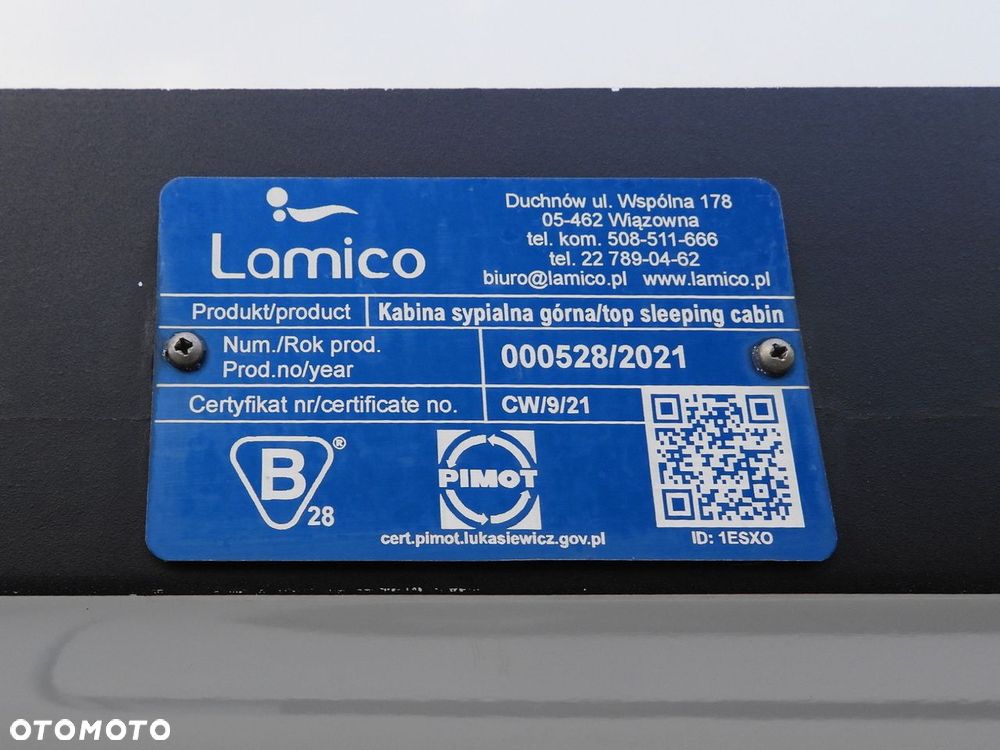 Lamico
Duchnów ul. Wspólna 178
05-462 Wiązowna
tel. kom. 508-511-666
tel. 22 789-04-62
biuro@lamico.pl www.lamico.pl
Produkt/product Kabina sypialna górna/top sleeping cabin
Num./Rok prod.
Prod.no/year
000528/2021
Certyfikat nr/certificate no. CW/9/21
B ®
28
PIMOT
cert.pimot.lukasiewicz.gov.pl
ID: 1ESXO
OTOMOTO